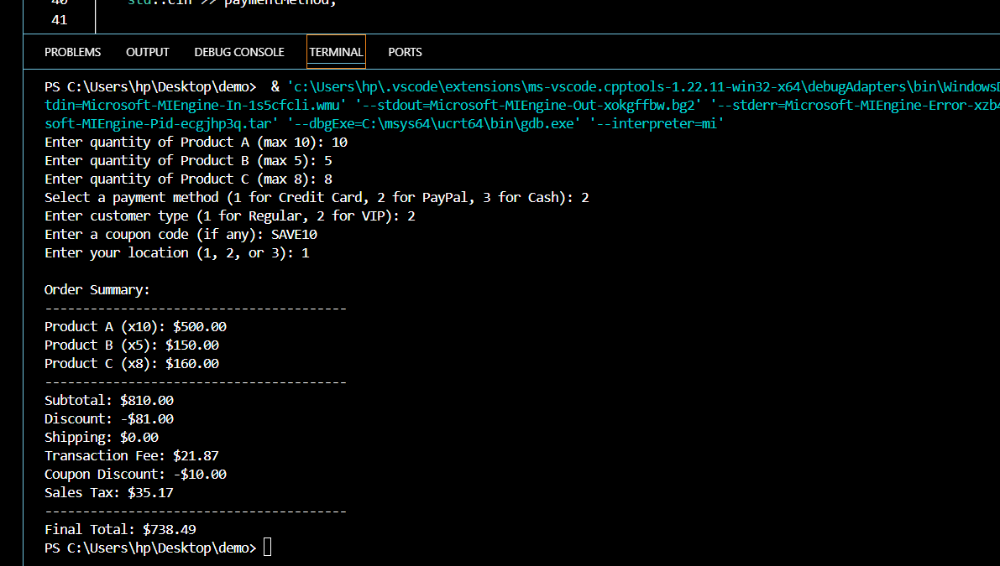 40 std::cin >> paymentMethod;
41
PROBLEMS OUTPUT DEBUG CONSOLE TERMINAL PORTS
PS C:\Users\hp\Desktop\demo>  & 'c:\Users\hp\.vscode\extensions\ms-vscode.cpptools-1.22.11-win32-x64\debugAdapters\bin\WindowsD
tdin=Microsoft-MIEngine-In-1s5cfcli.wmu' '--stdout=Microsoft-MIEngine-Out-xokgffbw.bg2' '--stderr=Microsoft-MIEngine-Error-xzb4
soft-MIEngine-Pid-ecgjhp3q.tar' '--dbgExe=C:\msys64\ucrt64\bin\gdb.exe' '--interpreter=mi'
Enter quantity of Product A (max 10): 10
Enter quantity of Product B (max 5): 5
Enter quantity of Product C (max 8): 8
Select a payment method (1 for Credit Card, 2 for PayPal, 3 for Cash): 2
Enter customer type (1 for Regular, 2 for VIP): 2
Enter a coupon code (if any): SAVE10
Enter your location (1, 2, or 3): 1
Order Summary:
----------------------------------------
Product A (x10): $500.00
Product B (x5): $150.00
Product C (x8): $160.00
----------------------------------------
Subtotal: $810.00
Discount: -$81.00
Shipping: $0.00
Transaction Fee: $21.87
Coupon Discount: -$10.00
Sales Tax: $35.17
----------------------------------------
Final Total: $738.49
PS C:\Users\hp\Desktop\demo>